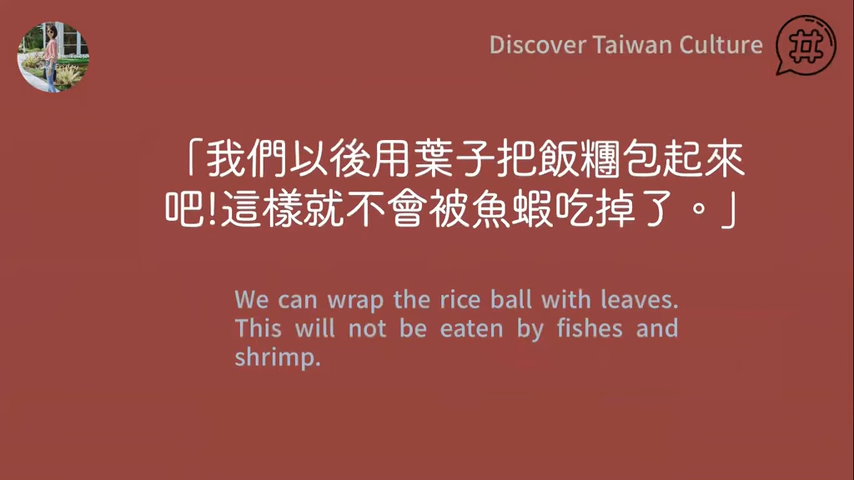 Discover Taiwan Culture
「我們以後用葉子把飯糰包起來
吧!這樣就不會被魚蝦吃掉了。」
We can wrap the rice ball with leaves.
This will not be eaten by fishes and
shrimp.